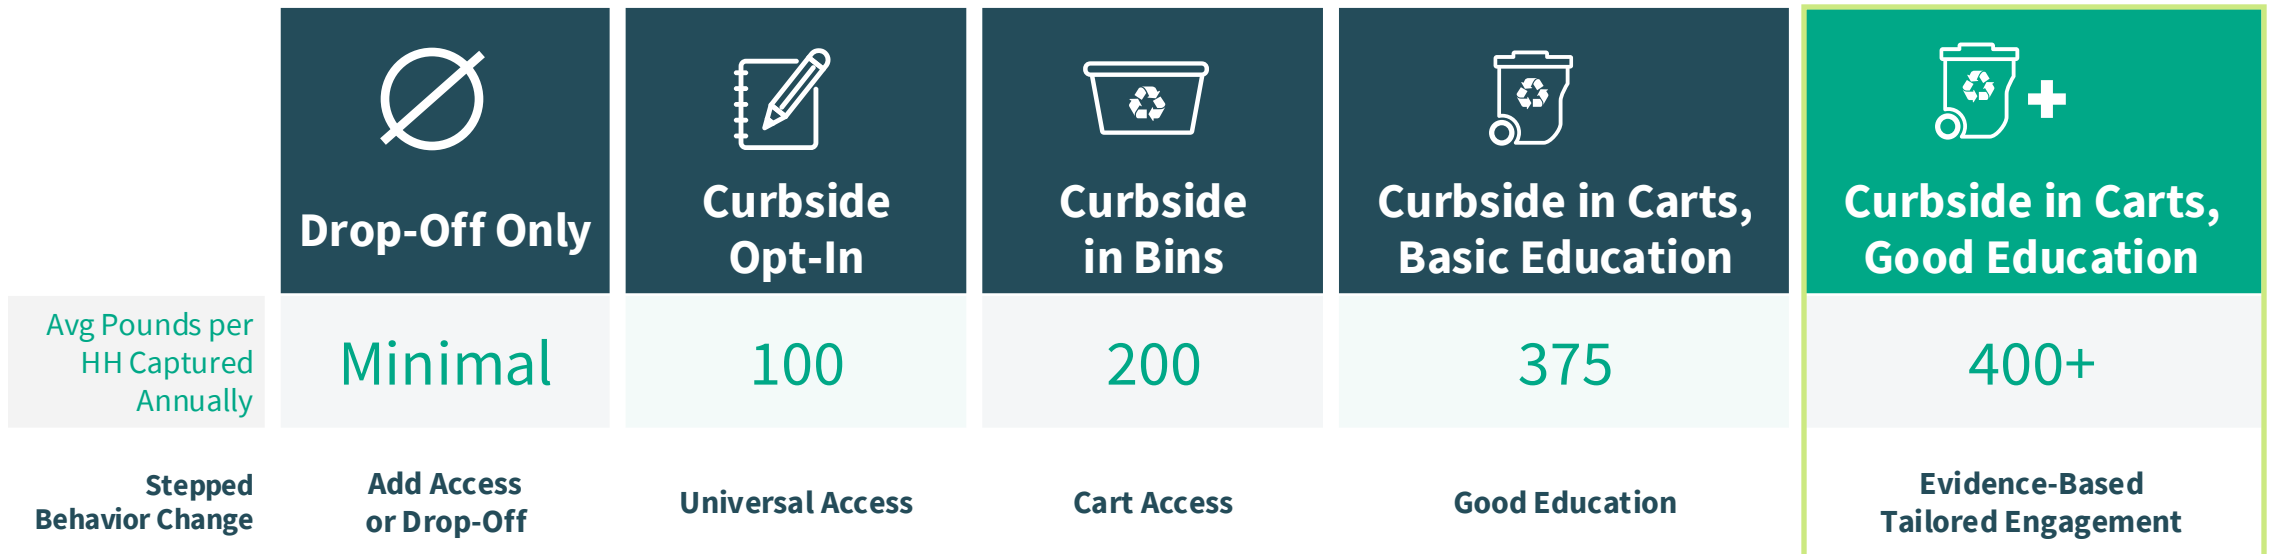 Drop-Off Only
Curbside
Opt-In
Curbside
in Bins
Curbside in Carts,
Basic Education
Curbside in Carts,
Good Education
Avg Pounds per
HH Captured
Annually
Minimal
100
200
375
400+
Stepped
Behavior Change
Add Access
or Drop-Off
Universal Access
Cart Access
Good Education
Evidence-Based
Tailored Engagement